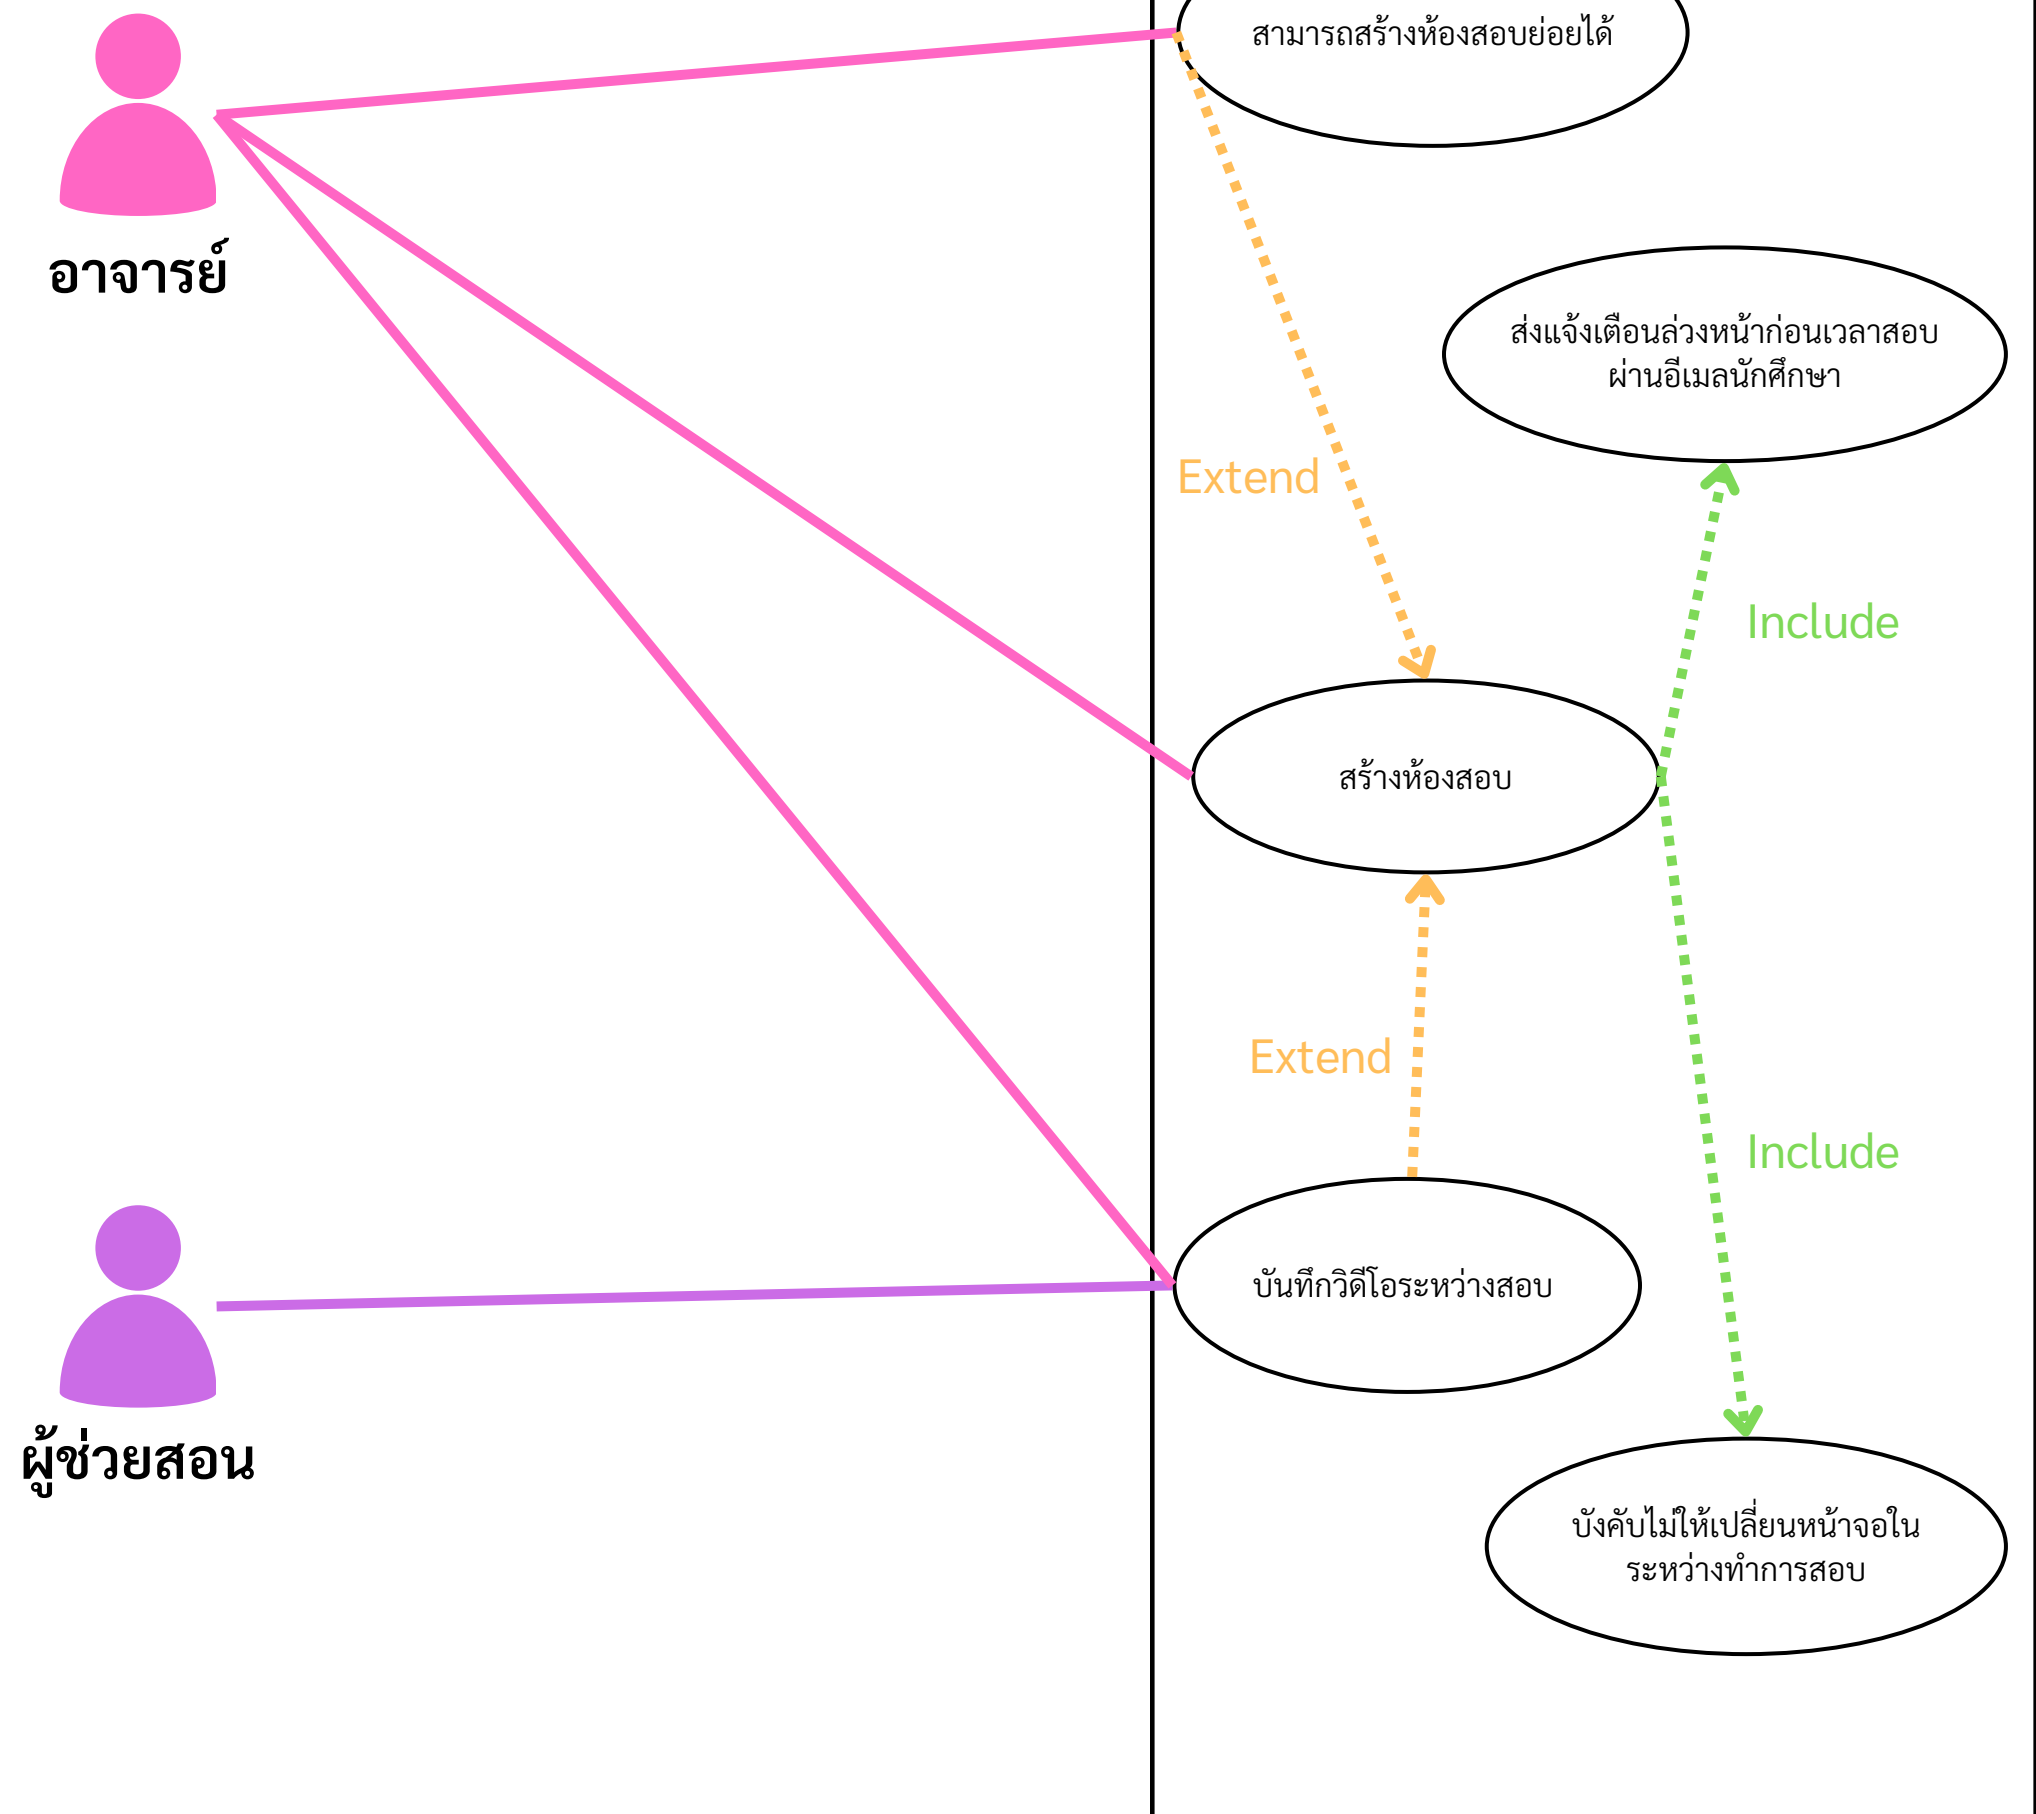 สามารถสร้างห้องสอบย่อยได้
อาจารย์
ส่งแจ้งเตือนล่วงหน้าก่อนเวลาสอบ
ผ่านอีเมลนักศึกษา
Extend
Include
สร้างห้องสอบ
Extend
Include
บันทึกวิดีโอระหว่างสอบ
ผู้ช่วยสอน
บังคับไม่ให้เปลี่ยนหน้าจอใน
ระหว่างทำการสอบ